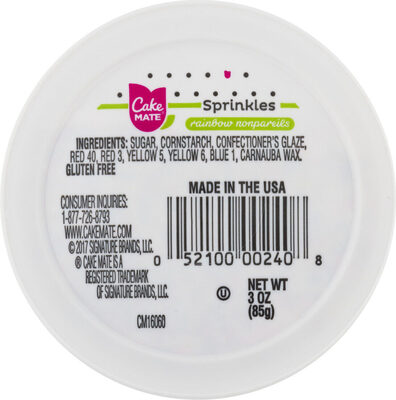 Cake
MATE
Sprinkles
rainbow nonpareils
INGREDIENTS: SUGAR, CORNSTARCH, CONFECTIONER'S GLAZE,
RED 40, RED 3, YELLOW 5, YELLOW 6, BLUE 1, CARNAUBA WAX.
GLUTEN FREE
MADE IN THE USA
CONSUMER INQUIRIES:
1-877-726-8793
WWW.CAKEMATE.COM
© 2017 SIGNATURE BRANDS, LLC.
® CAKE MATE IS A
REGISTERED TRADEMARK
OF SIGNATURE BRANDS, LLC.
CM16060
0 52100 00240 8
U
NET WT
3 OZ
(85g)